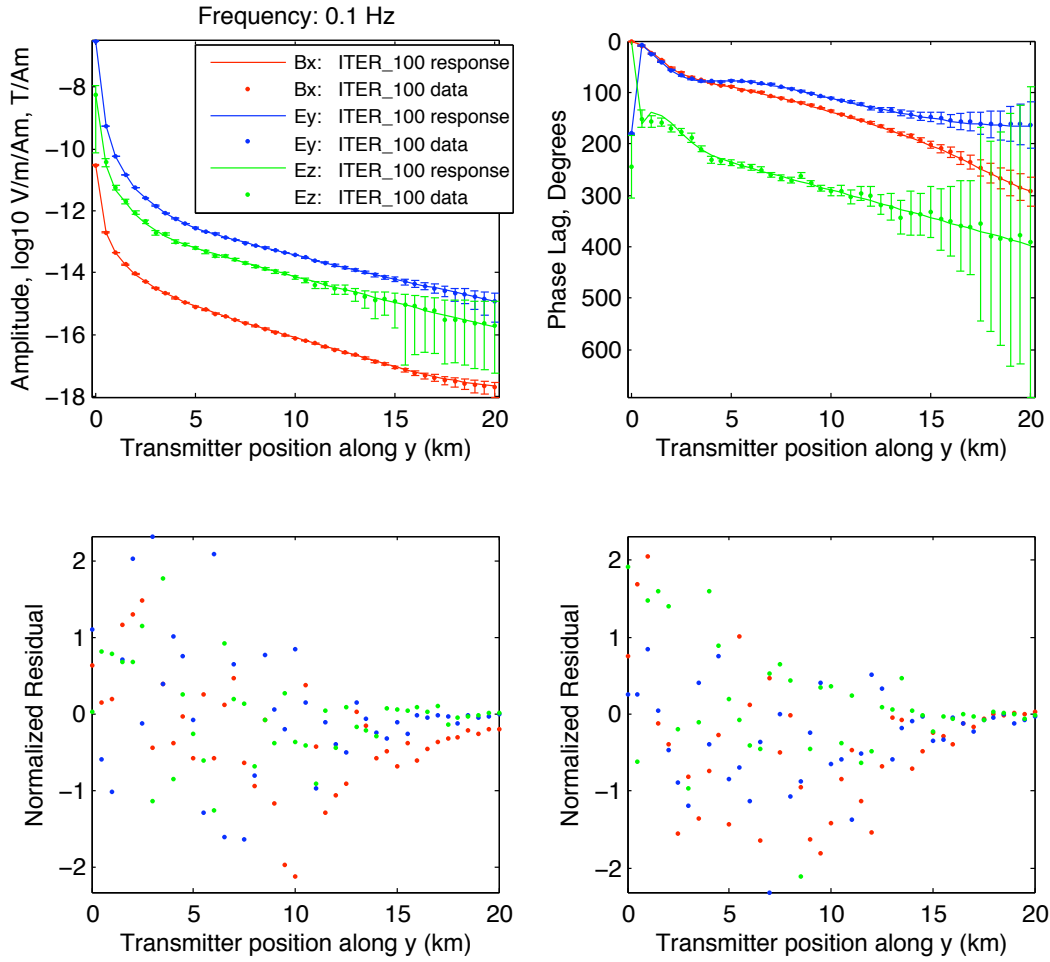 Frequency: 0.1 Hz
Amplitude, log10 V/m/Am, T/Am
−8
−10
−12
−14
−16
−18
0
5
10
15
20
Transmitter position along y (km)
Bx: ITER_100 response
Bx: ITER_100 data
Ey: ITER_100 response
Ey: ITER_100 data
Ez: ITER_100 response
Ez: ITER_100 data
Phase Lag, Degrees
0
100
200
300
400
500
600
0
5
10
15
20
Transmitter position along y (km)
Normalized Residual
2
1
0
−1
−2
0
5
10
15
20
Transmitter position along y (km)
Normalized Residual
2
1
0
−1
−2
0
5
10
15
20
Transmitter position along y (km)